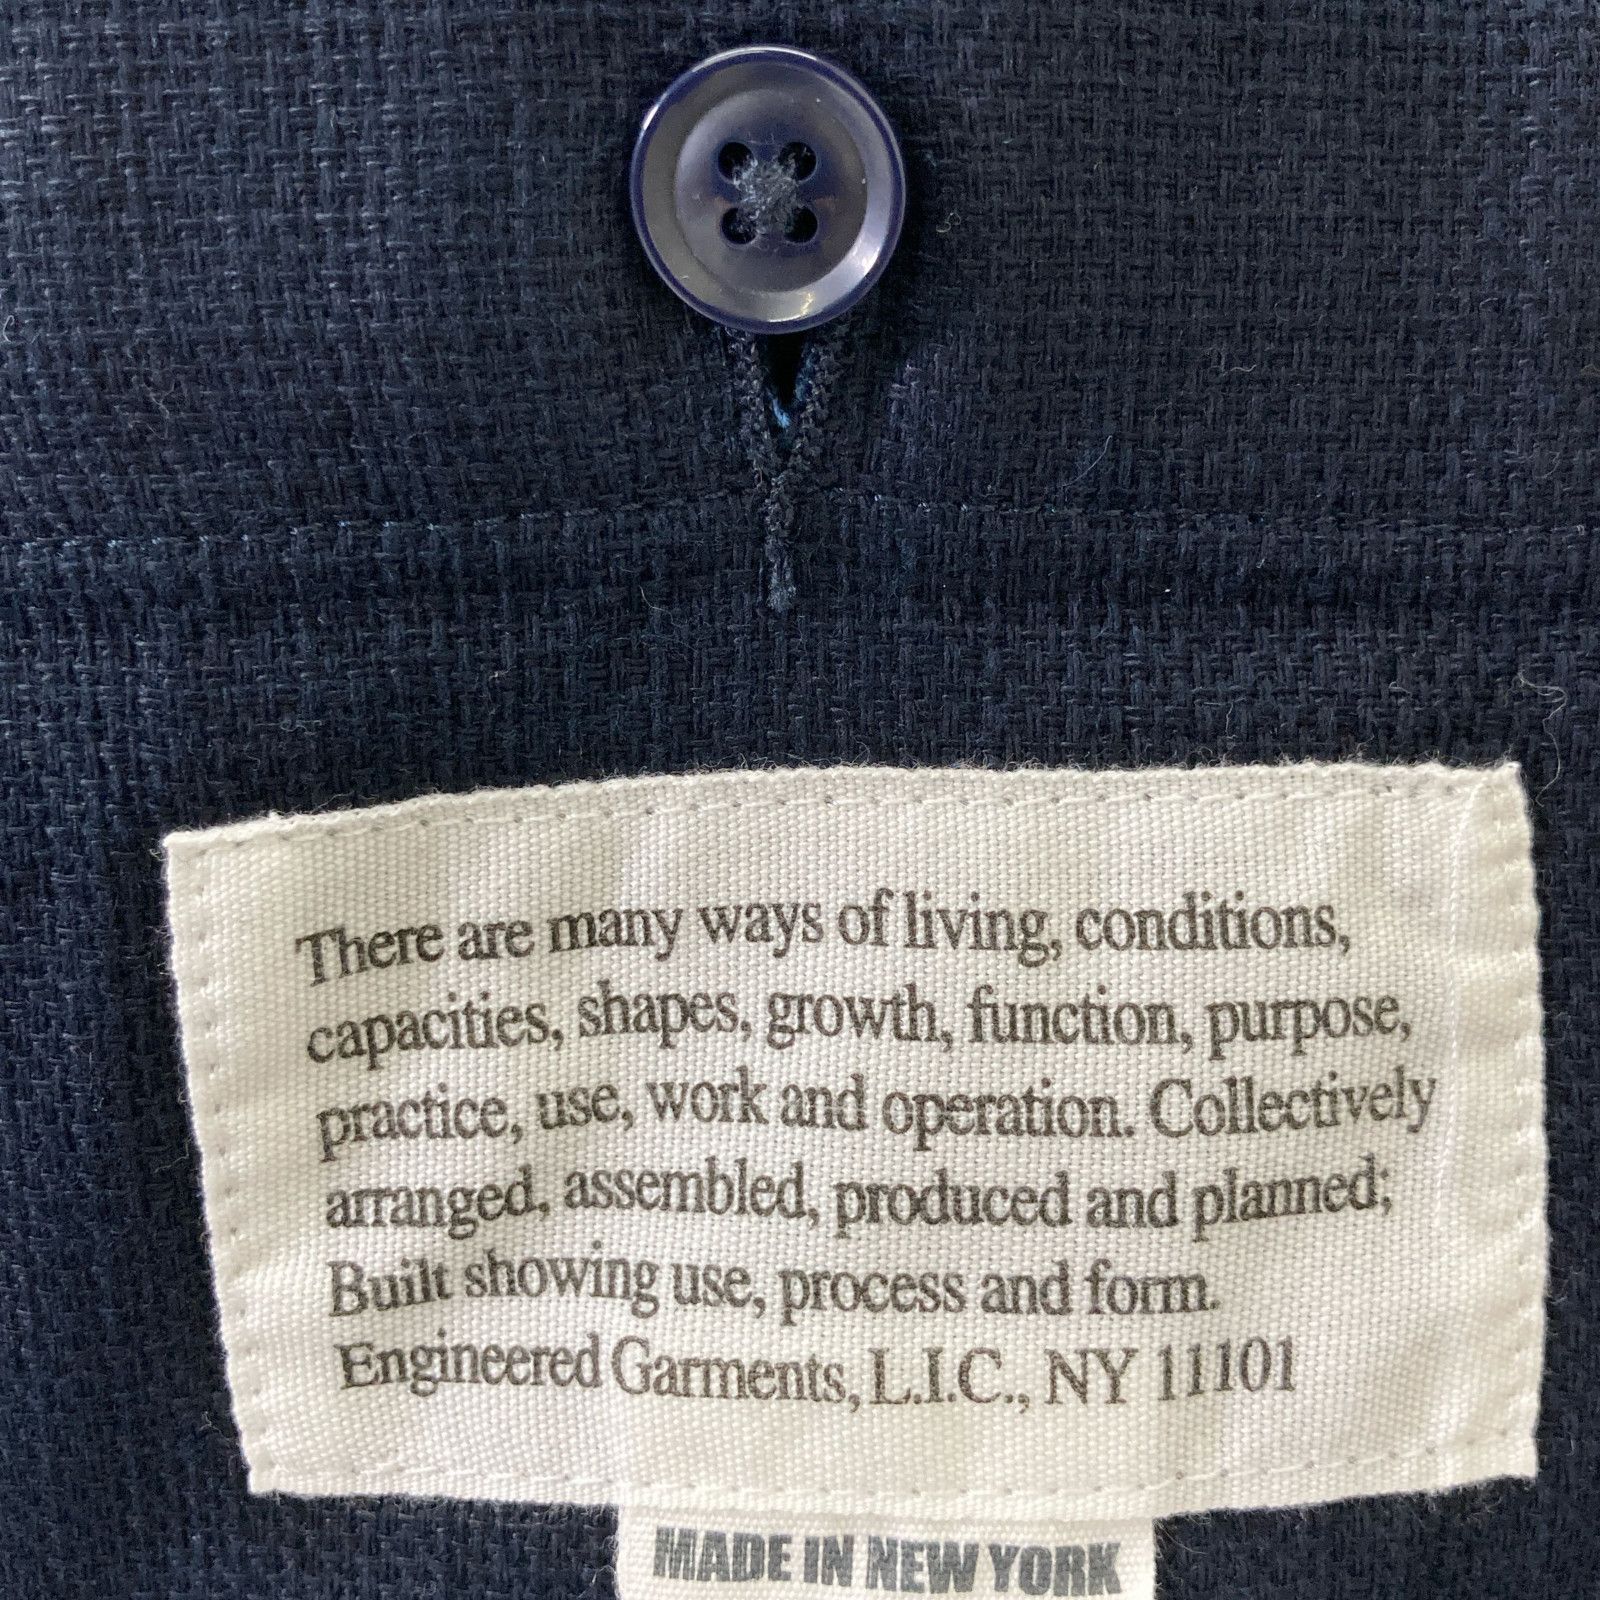 There are many ways of living, conditions,
capacities, shapes, growth, function, purpose,
practice, use, work and operation. Collectively
arranged, assembled, produced and planned;
Built showing use, process and form.
Engineered Garments, L.I.C., NY 11101
MADE IN NEW YORK